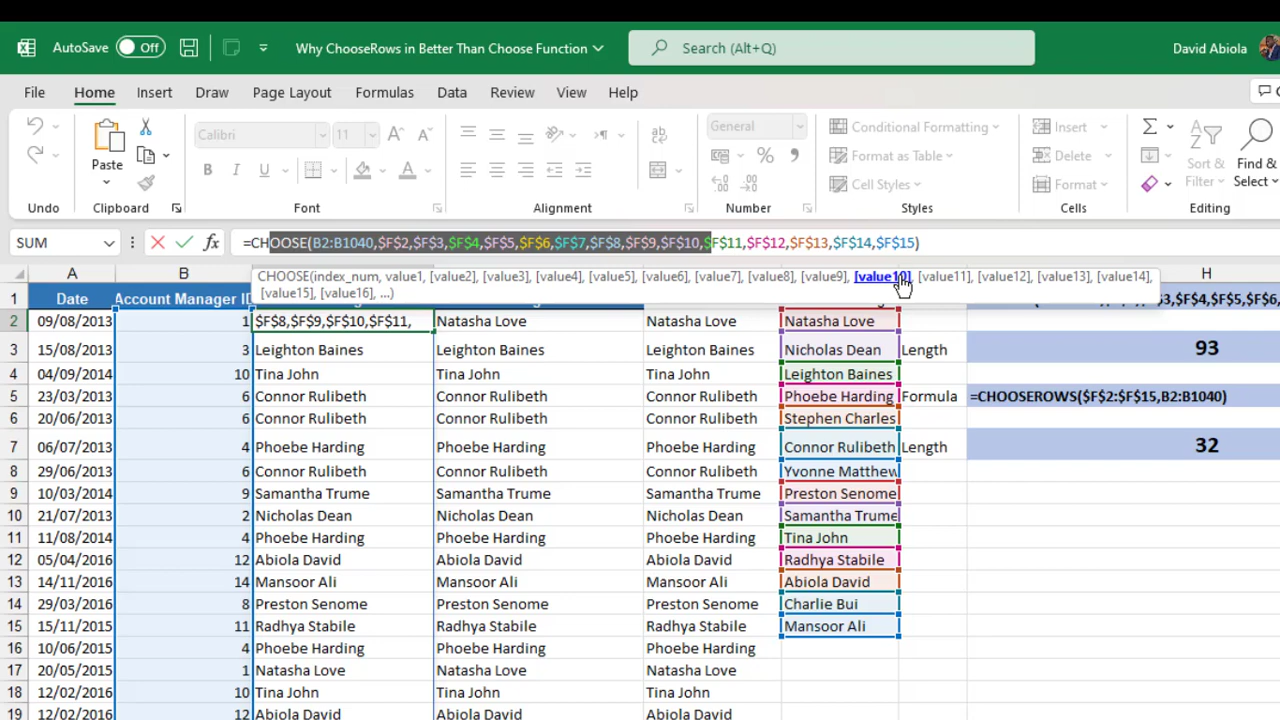 AutoSave Off Why ChooseRows in Better Than Choose Function Search (Alt+Q) David Abiola
File Home Insert Draw Page Layout Formulas Data Review View Help
Calibri 11 General Conditional Formatting Insert
Paste Format as Table Delete Sort & Find &
B I U A Cell Styles Format Filter Select
Undo Clipboard Font Alignment Number Styles Cells Editing
SUM fx =CHOOSE(B2:B1040,$F$2,$F$3,$F$4,$F$5,$F$6,$F$7,$F$8,$F$9,$F$10,$F$11,$F$12,$F$13,$F$14,$F$15)
A B H
CHOOSE(index_num, value1, [value2], [value3], [value4], [value5], [value6], [value7], [value8], [value9], [value10], [value11], [value12], [value13], [value14],
[value15], [value16], ...)
1 Date Account Manager ID $3,$F$4,$F$5,$F$6,
2 09/08/2013 1 $F$8,$F$9,$F$10,$F$11, Natasha Love Natasha Love Natasha Love
3 15/08/2013 3 Leighton Baines Leighton Baines Leighton Baines Nicholas Dean Length 93
4 04/09/2014 10 Tina John Tina John Tina John Leighton Baines
5 23/03/2013 6 Connor Rulibeth Connor Rulibeth Connor Rulibeth Phoebe Harding Formula =CHOOSEROWS($F$2:$F$15,B2:B1040)
6 20/06/2013 6 Connor Rulibeth Connor Rulibeth Connor Rulibeth Stephen Charles
7 06/07/2013 4 Phoebe Harding Phoebe Harding Phoebe Harding Connor Rulibeth Length 32
8 29/06/2013 6 Connor Rulibeth Connor Rulibeth Connor Rulibeth Yvonne Matthew
9 10/03/2014 9 Samantha Trume Samantha Trume Samantha Trume Preston Senome
10 21/07/2013 2 Nicholas Dean Nicholas Dean Nicholas Dean Samantha Trume
11 11/08/2014 4 Phoebe Harding Phoebe Harding Phoebe Harding Tina John
12 05/04/2016 12 Abiola David Abiola David Abiola David Radhya Stabile
13 14/11/2016 14 Mansoor Ali Mansoor Ali Mansoor Ali Abiola David
14 29/03/2016 8 Preston Senome Preston Senome Preston Senome Charlie Bui
15 15/11/2015 11 Radhya Stabile Radhya Stabile Radhya Stabile Mansoor Ali
16 10/06/2015 4 Phoebe Harding Phoebe Harding Phoebe Harding
17 20/05/2015 1 Natasha Love Natasha Love Natasha Love
18 12/02/2016 10 Tina John Tina John Tina John
19 12/02/2016 12 Abiola David Abiola David Abiola David